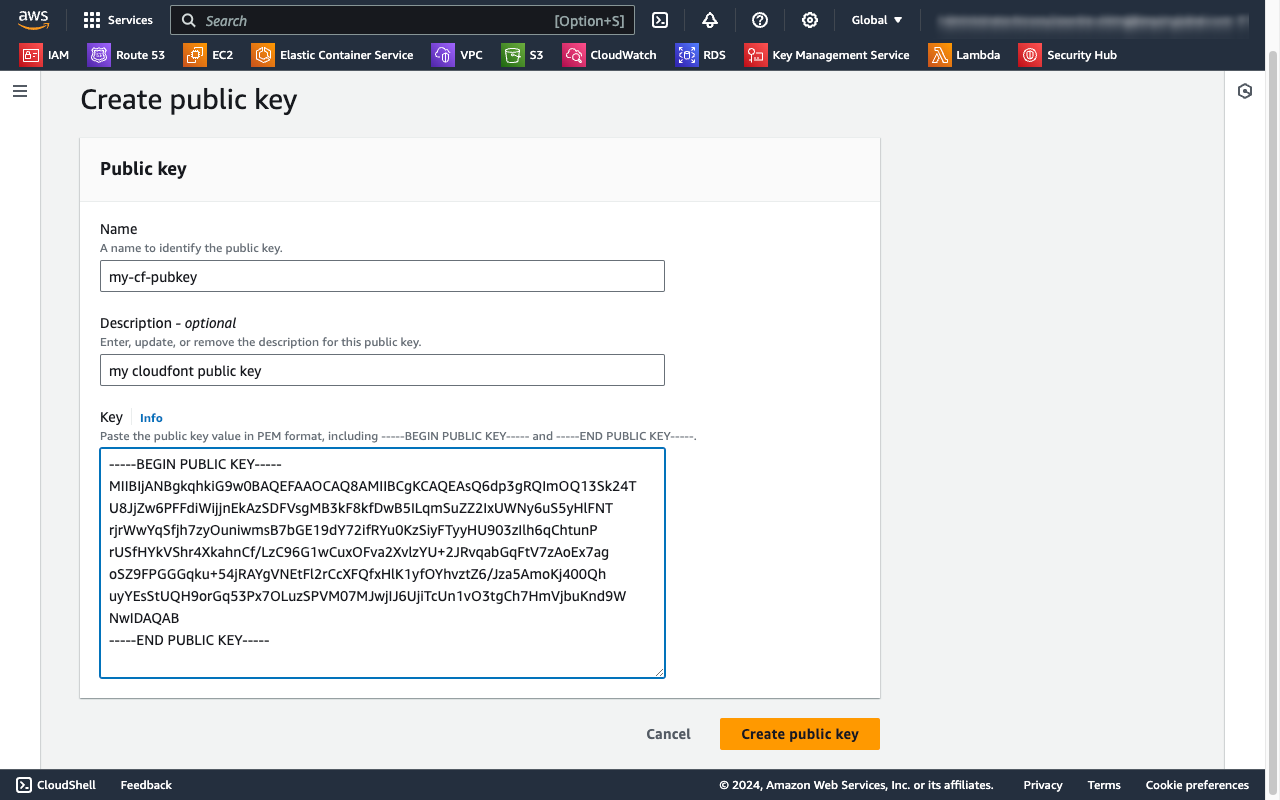 aws
Services
Search
[Option+S]
Global
IAM
Route 53
EC2
Elastic Container Service
VPC
S3
CloudWatch
RDS
Key Management Service
Lambda
Security Hub
Create public key
Public key
Name
A name to identify the public key.
my-cf-pubkey
Description - optional
Enter, update, or remove the description for this public key.
my cloudfont public key
Key
Info
Paste the public key value in PEM format, including -----BEGIN PUBLIC KEY----- and -----END PUBLIC KEY-----.
-----BEGIN PUBLIC KEY-----
MIIBIjANBgkqhkiG9w0BAQEFAAOCAQ8AMIIBCgKCAQEAsQ6dp3gRQImOQ13Sk24T
U8JjZw6PFFdiWijjnEkAzSDFVsgMB3kF8kfDwB5ILqmSuZZ2IxUWNy6uS5yHlFNT
rjrWwYqSfjh7zyOuniwmsB7bGE19dY72ifRYu0KzSiyFTyyHU903zIlh6qChtunP
rUSfHYkVShr4XkahnCf/LzC96G1wCuxOFva2XvlzYU+2JRvqabGqFtV7zAoEx7ag
oSZ9FPGGGqku+54jRAYgVNEtFl2rCcXFQfxHlK1yfOYhvztZ6/Jza5AmoKj400Qh
uyYEsStUQH9orGq53Px7OLuzSPVM07MJwjIJ6UjiTcUn1vO3tgCh7HmVjbuKnd9W
NwIDAQAB
-----END PUBLIC KEY-----
Cancel
Create public key
CloudShell
Feedback
© 2024, Amazon Web Services, Inc. or its affiliates.
Privacy
Terms
Cookie preferences